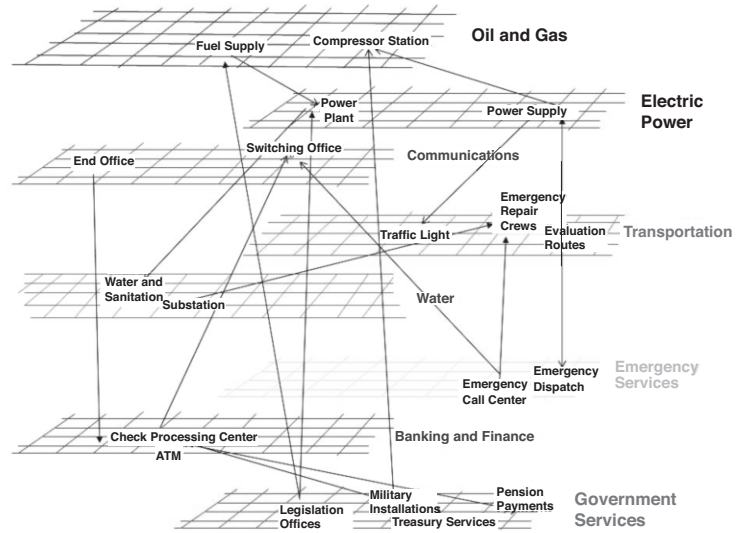 Oil and Gas
Fuel Supply
Compressor Station
Electric
Power
Power
Plant
Power Supply
Switching Office
End Office
Communications
Emergency
Repair
Crews
Traffic Light
Evaluation
Routes
Transportation
Water and
Sanitation
Substation
Water
Emergency
Services
Emergency
Dispatch
Emergency
Call Center
Check Processing Center
ATM
Banking and Finance
Legislation
Offices
Military
Installations
Treasury Services
Pension
Payments
Government
Services